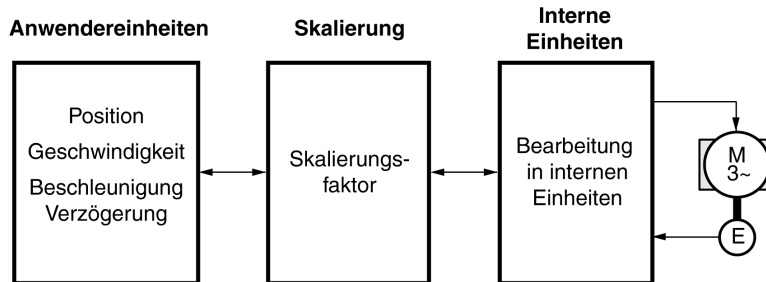 Anwendereinheiten
Skalierung
Interne
Einheiten
Position
Geschwindigkeit
Beschleunigung
Verzögerung
Skalierungs-
faktor
Bearbeitung
in internen
Einheiten
M
3~
E